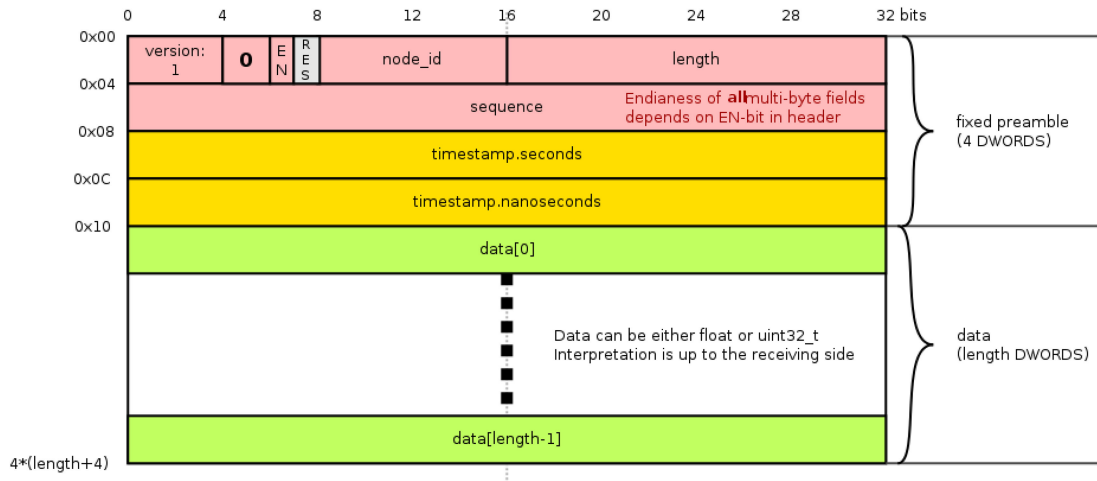 0 4 8 12 16 20 24 28 32 bits
0x00
version:
1
0
E
N
R
E
S
node_id
length
0x04
sequence
Endianess of all multi-byte fields
depends on EN-bit in header
0x08
fixed preamble
(4 DWORDS)
timestamp.seconds
0x0C
timestamp.nanoseconds
0x10
data[0]
Data can be either float or uint32_t
Interpretation is up to the receiving side
data
(length DWORDS)
data[length-1]
4*(length+4)